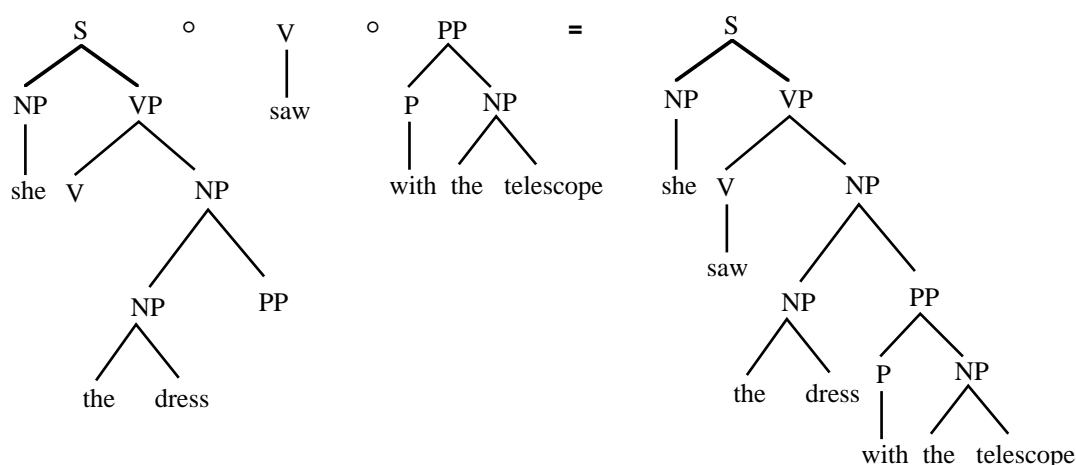 S ○ V ○ PP = S
NP VP saw P NP NP VP
she V NP with the telescope she V NP
saw
NP PP NP PP
the dress the dress P NP
with the telescope